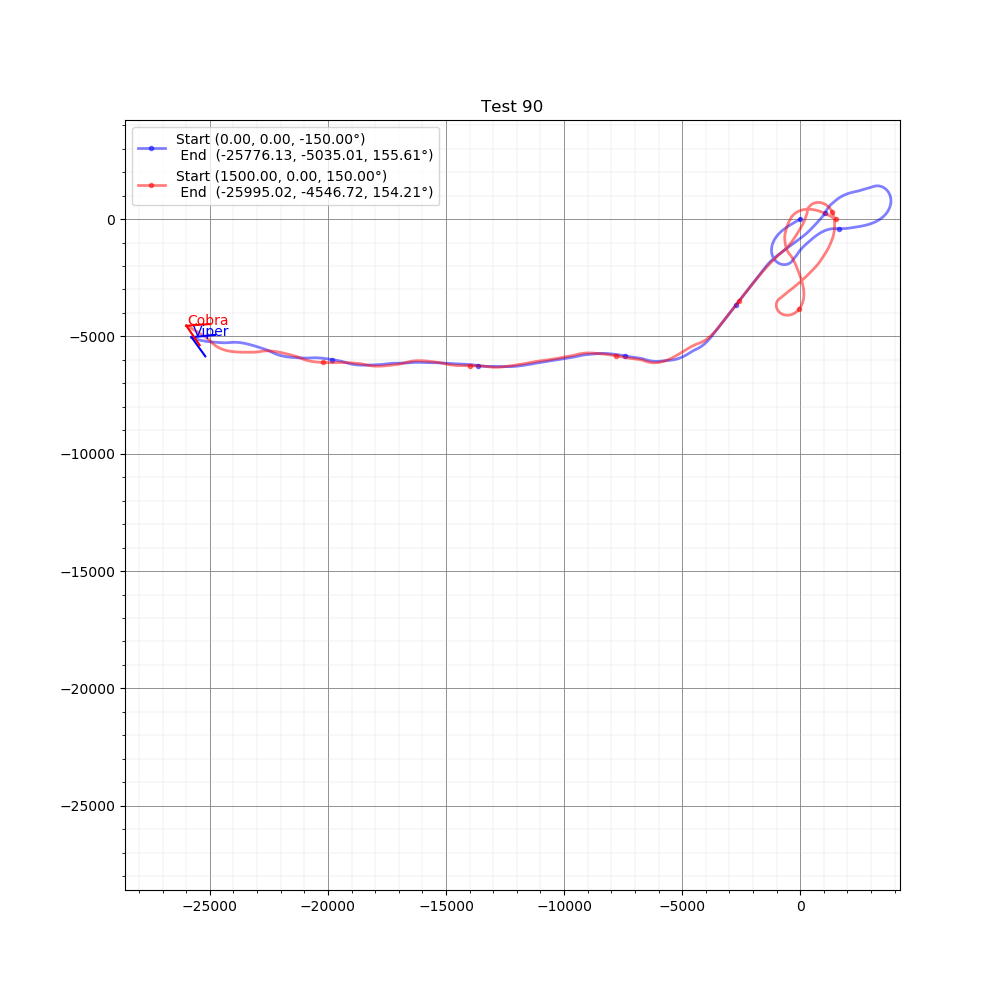 Test 90
Start (0.00, 0.00, -150.00°)
End (-25776.13, -5035.01, 155.61°)
Start (1500.00, 0.00, 150.00°)
End (-25995.02, -4546.72, 154.21°)
0
−5000
−10000
−15000
−20000
−25000
Cobra
Viper
−25000 −20000 −15000 −10000 −5000 0